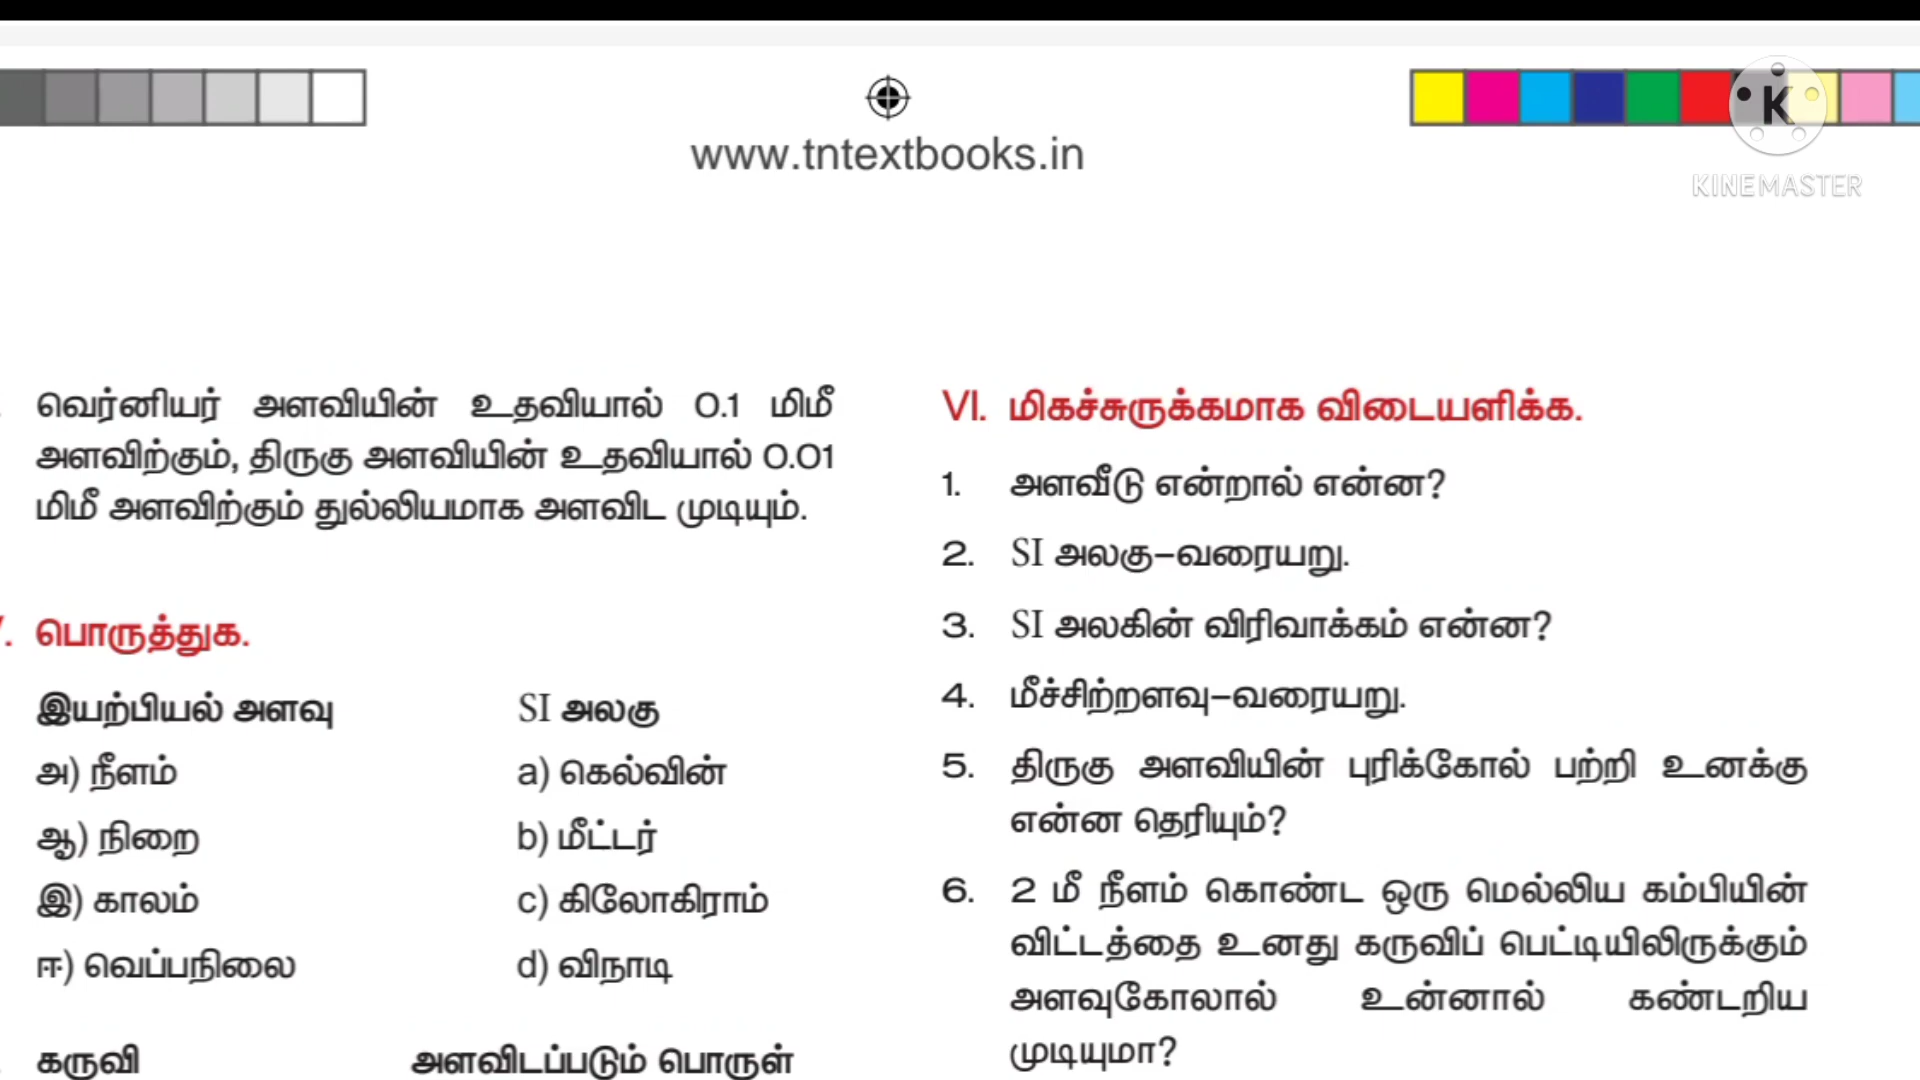 www.tntextbooks.in
KINEMASTER
வெர்னியர் அளவியின் உதவியால் 0.1 மிமீ
அளவிற்கும், திருகு அளவியின் உதவியால் 0.01
மிமீ அளவிற்கும் துல்லியமாக அளவிட முடியும்.
பொருத்துக.
இயற்பியல் அளவு SI அலகு
அ) நீளம் a) கெல்வின்
ஆ) நிறை b) மீட்டர்
இ) காலம் c) கிலோகிராம்
ஈ) வெப்பநிலை d) விநாடி
கருவி அளவிடப்படும் பொருள்
VI. மிகச்சுருக்கமாக விடையளிக்க.
1. அளவீடு என்றால் என்ன?
2. SI அலகு–வரையறு.
3. SI அலகின் விரிவாக்கம் என்ன?
4. மீச்சிற்றளவு–வரையறு.
5. திருகு அளவியின் புரிக்கோல் பற்றி உனக்கு
என்ன தெரியும்?
6. 2 மீ நீளம் கொண்ட ஒரு மெல்லிய கம்பியின்
விட்டத்தை உனது கருவிப் பெட்டியிலிருக்கும்
அளவுகோலால் உன்னால் கண்டறிய
முடியுமா?